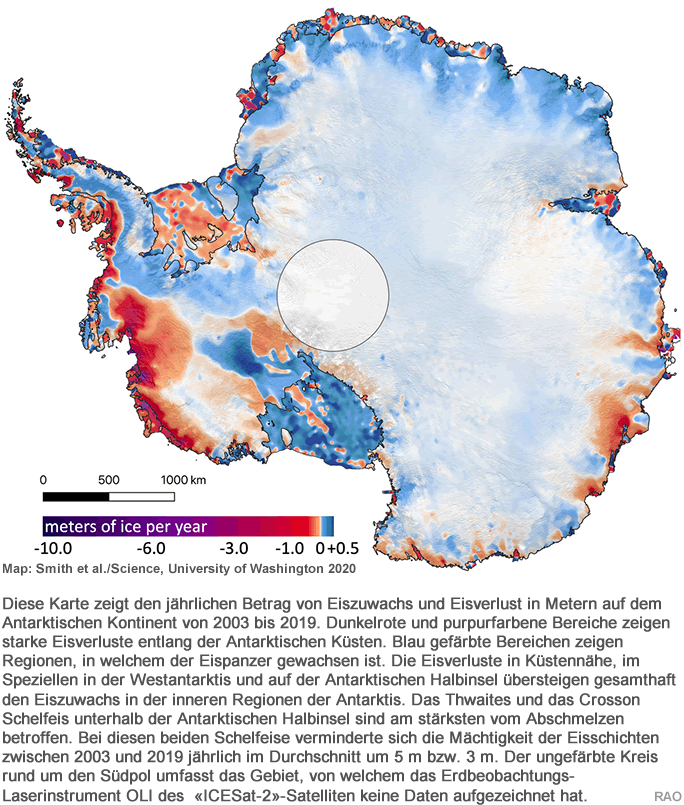 0 500 1000 km
meters of ice per year
-10.0 -6.0 -3.0 -1.0 0 +0.5
Map: Smith et al./Science, University of Washington 2020
Diese Karte zeigt den jährlichen Betrag von Eiszuwachs und Eisverlust in Metern auf dem
Antarktischen Kontinent von 2003 bis 2019. Dunkelrote und purpurfarbene Bereiche zeigen
starke Eisverluste entlang der Antarktischen Küsten. Blau gefärbte Bereichen zeigen
Regionen, in welchem der Eispanzer gewachsen ist. Die Eisverluste in Küstennähe, im
Speziellen in der Westantarktis und auf der Antarktischen Halbinsel übersteigen gesamthaft
den Eiszuwachs in der inneren Regionen der Antarktis. Das Thwaites und das Crosson
Schelfeis unterhalb der Antarktischen Halbinsel sind am stärksten vom Abschmelzen
betroffen. Bei diesen beiden Schelfeise verminderte sich die Mächtigkeit der Eisschichten
zwischen 2003 und 2019 jährlich im Durchschnitt um 5 m bzw. 3 m. Der ungefärbte Kreis
rund um den Südpol umfasst das Gebiet, von welchem das Erdbeobachtungs-
Laserinstrument OLI des «ICESat-2»-Satelliten keine Daten aufgezeichnet hat. RAO